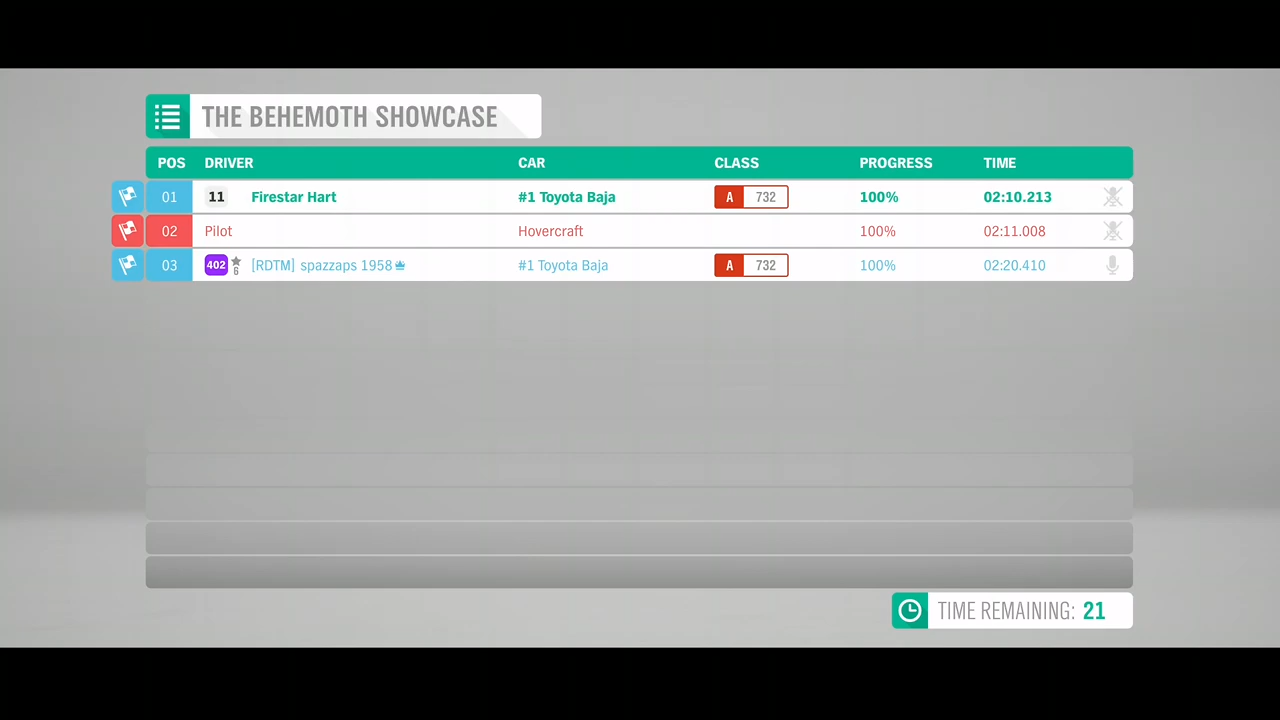 THE BEHEMOTH SHOWCASE
POS DRIVER CAR CLASS PROGRESS TIME
01 11 Firestar Hart #1 Toyota Baja A 732 100% 02:10.213
02 Pilot Hovercraft 100% 02:11.008
03 402 6 [RDTM] spazzaps 1958 #1 Toyota Baja A 732 100% 02:20.410
TIME REMAINING: 21